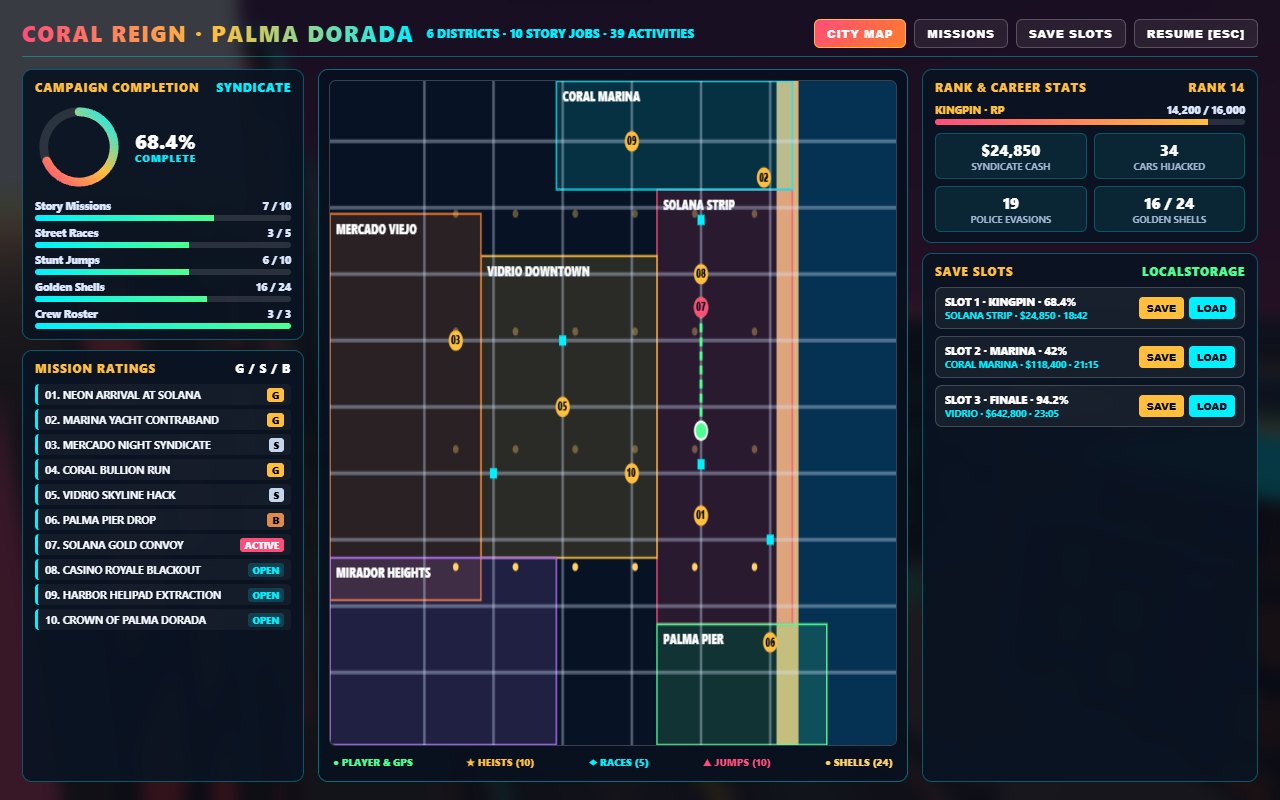 CORAL REIGN · PALMA DORADA
6 DISTRICTS · 10 STORY JOBS · 39 ACTIVITIES
CITY MAP
MISSIONS
SAVE SLOTS
RESUME [ESC]
CAMPAIGN COMPLETION SYNDICATE
68.4%
COMPLETE
Story Missions 7 / 10
Street Races 3 / 5
Stunt Jumps 6 / 10
Golden Shells 16 / 24
Crew Roster 3 / 3
MISSION RATINGS G / S / B
01. NEON ARRIVAL AT SOLANA G
02. MARINA YACHT CONTRABAND G
03. MERCADO NIGHT SYNDICATE S
04. CORAL BULLION RUN G
05. VIDRIO SKYLINE HACK S
06. PALMA PIER DROP B
07. SOLANA GOLD CONVOY ACTIVE
08. CASINO ROYALE BLACKOUT OPEN
09. HARBOR HELIPAD EXTRACTION OPEN
10. CROWN OF PALMA DORADA OPEN
CORAL MARINA
09
02
SOLANA STRIP
MERCADO VIEJO
VIDRIO DOWNTOWN
08
07
03
05
10
01
MIRADOR HEIGHTS
PALMA PIER
06
● PLAYER & GPS
★ HEISTS (10)
◆ RACES (5)
▲ JUMPS (10)
● SHELLS (24)
RANK & CAREER STATS RANK 14
KINGPIN · RP 14,200 / 16,000
$24,850
SYNDICATE CASH
34
CARS HIJACKED
19
POLICE EVASIONS
16 / 24
GOLDEN SHELLS
SAVE SLOTS LOCALSTORAGE
SLOT 1 · KINGPIN · 68.4%
SOLANA STRIP · $24,850 · 18:42
SAVE LOAD
SLOT 2 · MARINA · 42%
CORAL MARINA · $118,400 · 21:15
SAVE LOAD
SLOT 3 · FINALE · 94.2%
VIDRIO · $642,800 · 23:05
SAVE LOAD